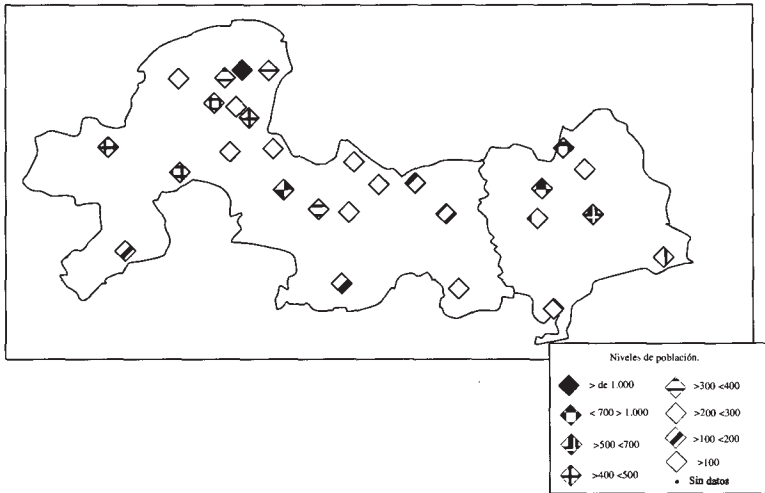 Niveles de población.
> de 1.000
>300 <400
< 700 > 1.000
>200 <300
>500 <700
>100 <200
>400 <500
>100
Sin datos